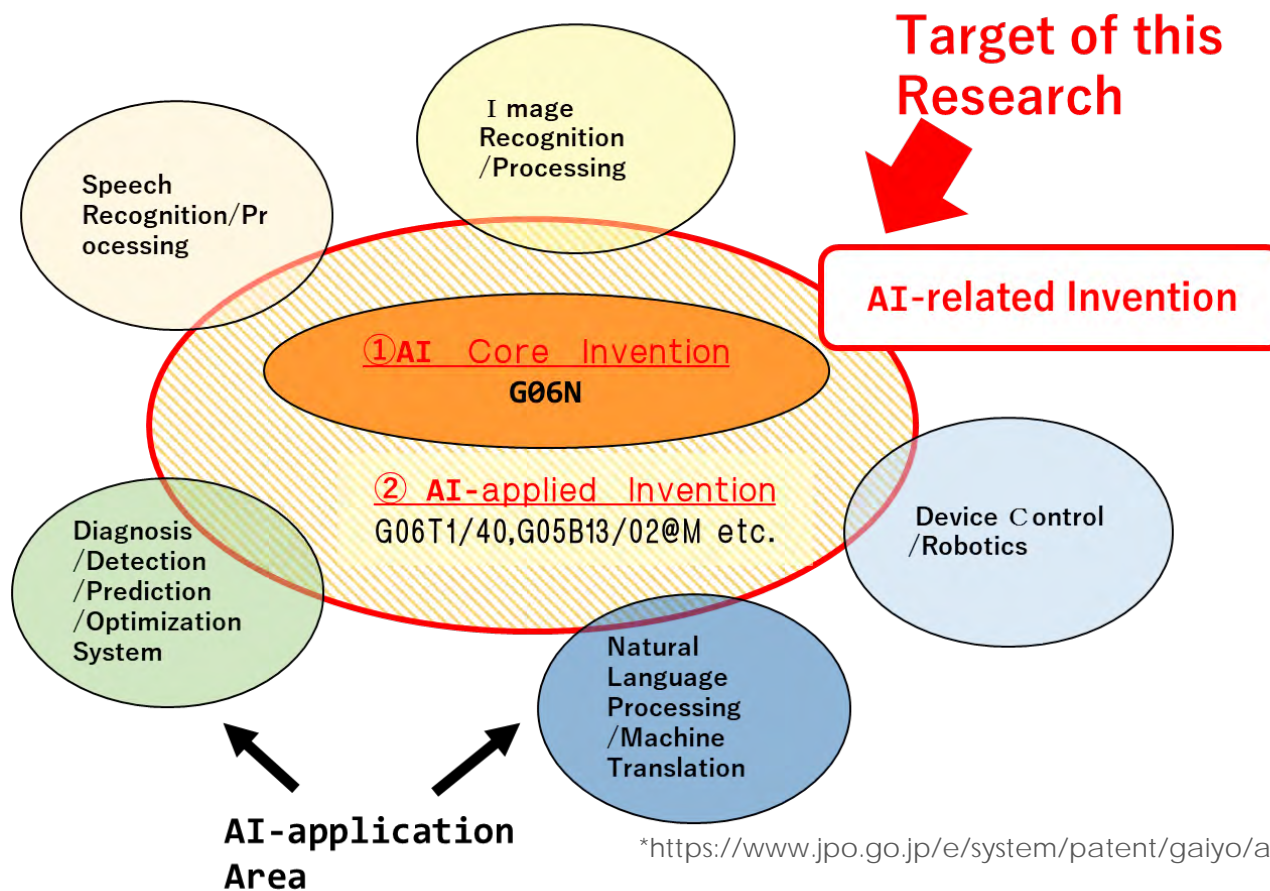 Target of this
Research
I mage
Recognition
/Processing
Speech
Recognition/Pr
ocessing
AI-related Invention
①AI Core Invention
G06N
② AI-applied Invention
G06T1/40,G05B13/02@M etc.
Device Control
/Robotics
Diagnosis
/Detection
/Prediction
/Optimization
System
Natural
Language
Processing
/Machine
Translation
AI-application
Area
*https://www.jpo.go.jp/e/system/patent/gaiyo/a